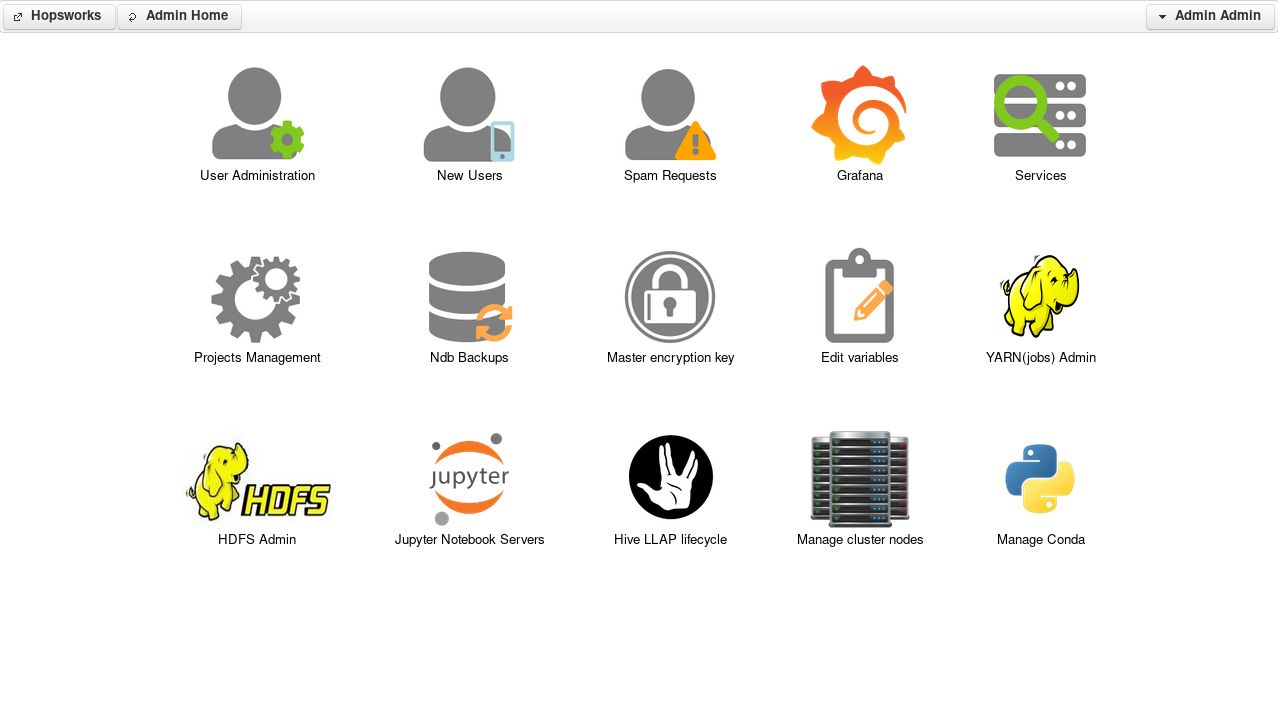 Hopsworks Admin Home Admin Admin
User Administration New Users Spam Requests Grafana Services
Projects Management Ndb Backups Master encryption key Edit variables YARN(jobs) Admin
HDFS jupyter
HDFS Admin Jupyter Notebook Servers Hive LLAP lifecycle Manage cluster nodes Manage Conda